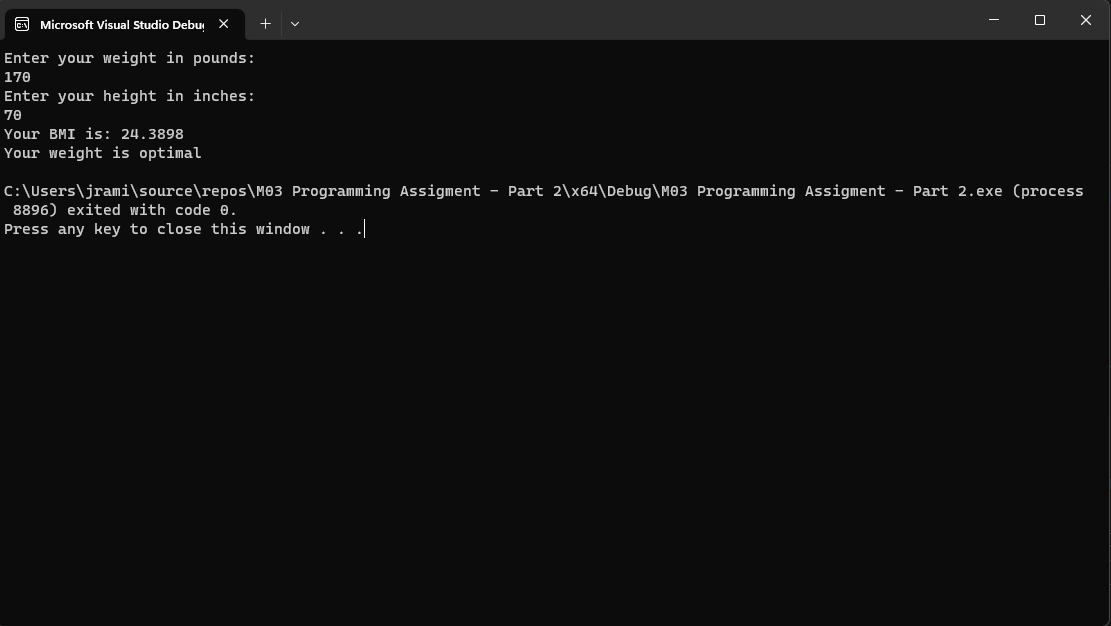 Microsoft Visual Studio Debug
Enter your weight in pounds:
170
Enter your height in inches:
70
Your BMI is: 24.3898
Your weight is optimal
C:\Users\jrami\source\repos\M03 Programming Assigment - Part 2\x64\Debug\M03 Programming Assigment - Part 2.exe (process
8896) exited with code 0.
Press any key to close this window . . .